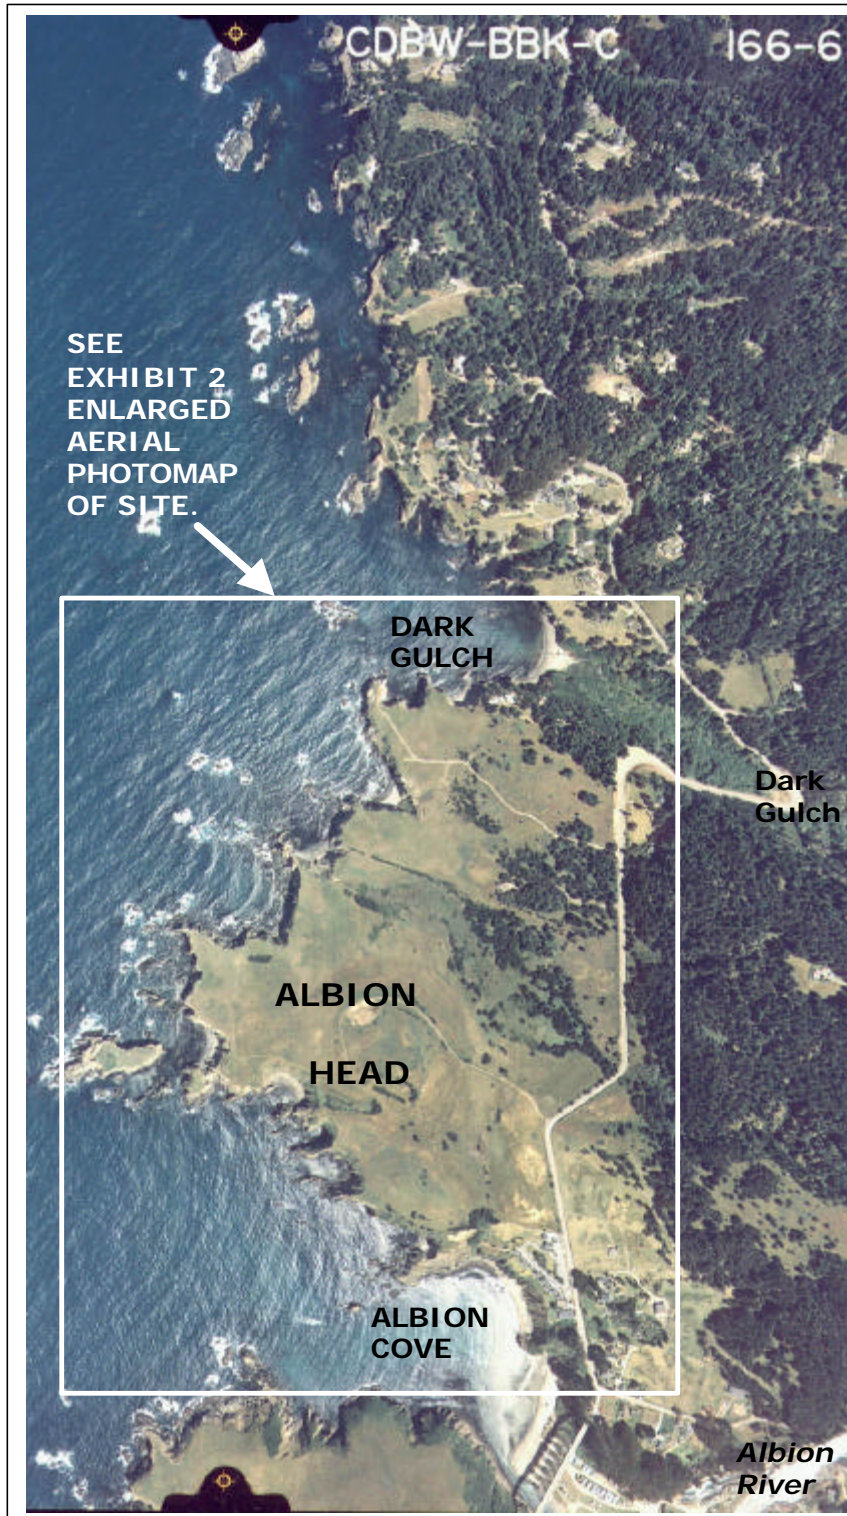 CDBW-BBK-C 166-6
SEE
EXHIBIT 2
ENLARGED
AERIAL
PHOTOMAP
OF SITE.
DARK
GULCH
Dark
Gulch
ALBION
HEAD
ALBION
COVE
Albion
River